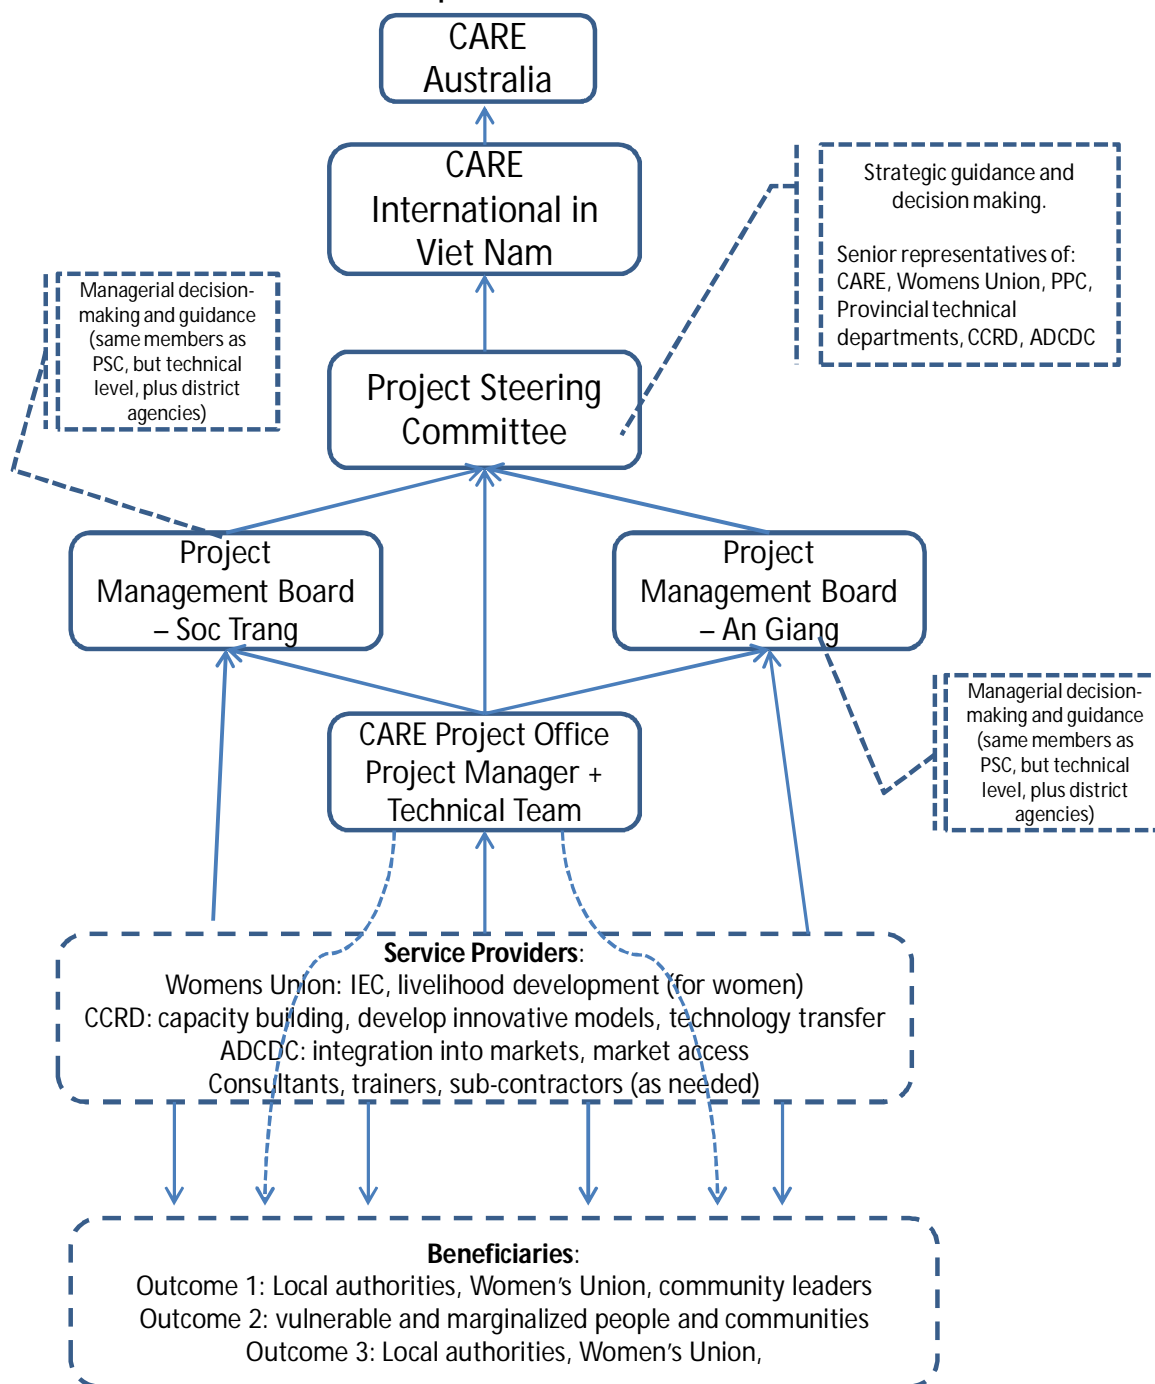 CARE
Australia
CARE
International in
Viet Nam
Strategic guidance and
decision making.
Senior representatives of:
CARE, Womens Union, PPC,
Provincial technical
departments, CCRD, ADCDC
Managerial decision-
making and guidance
(same members as
PSC, but technical
level, plus district
agencies)
Project Steering
Committee
Project
Management Board
– Soc Trang
Project
Management Board
– An Giang
Managerial decision-
making and guidance
(same members as
PSC, but technical
level, plus district
agencies)
CARE Project Office
Project Manager +
Technical Team
Service Providers:
Womens Union: IEC, livelihood development (for women)
CCRD: capacity building, develop innovative models, technology transfer
ADCDC: integration into markets, market access
Consultants, trainers, sub-contractors (as needed)
Beneficiaries:
Outcome 1: Local authorities, Women's Union, community leaders
Outcome 2: vulnerable and marginalized people and communities
Outcome 3: Local authorities, Women's Union,